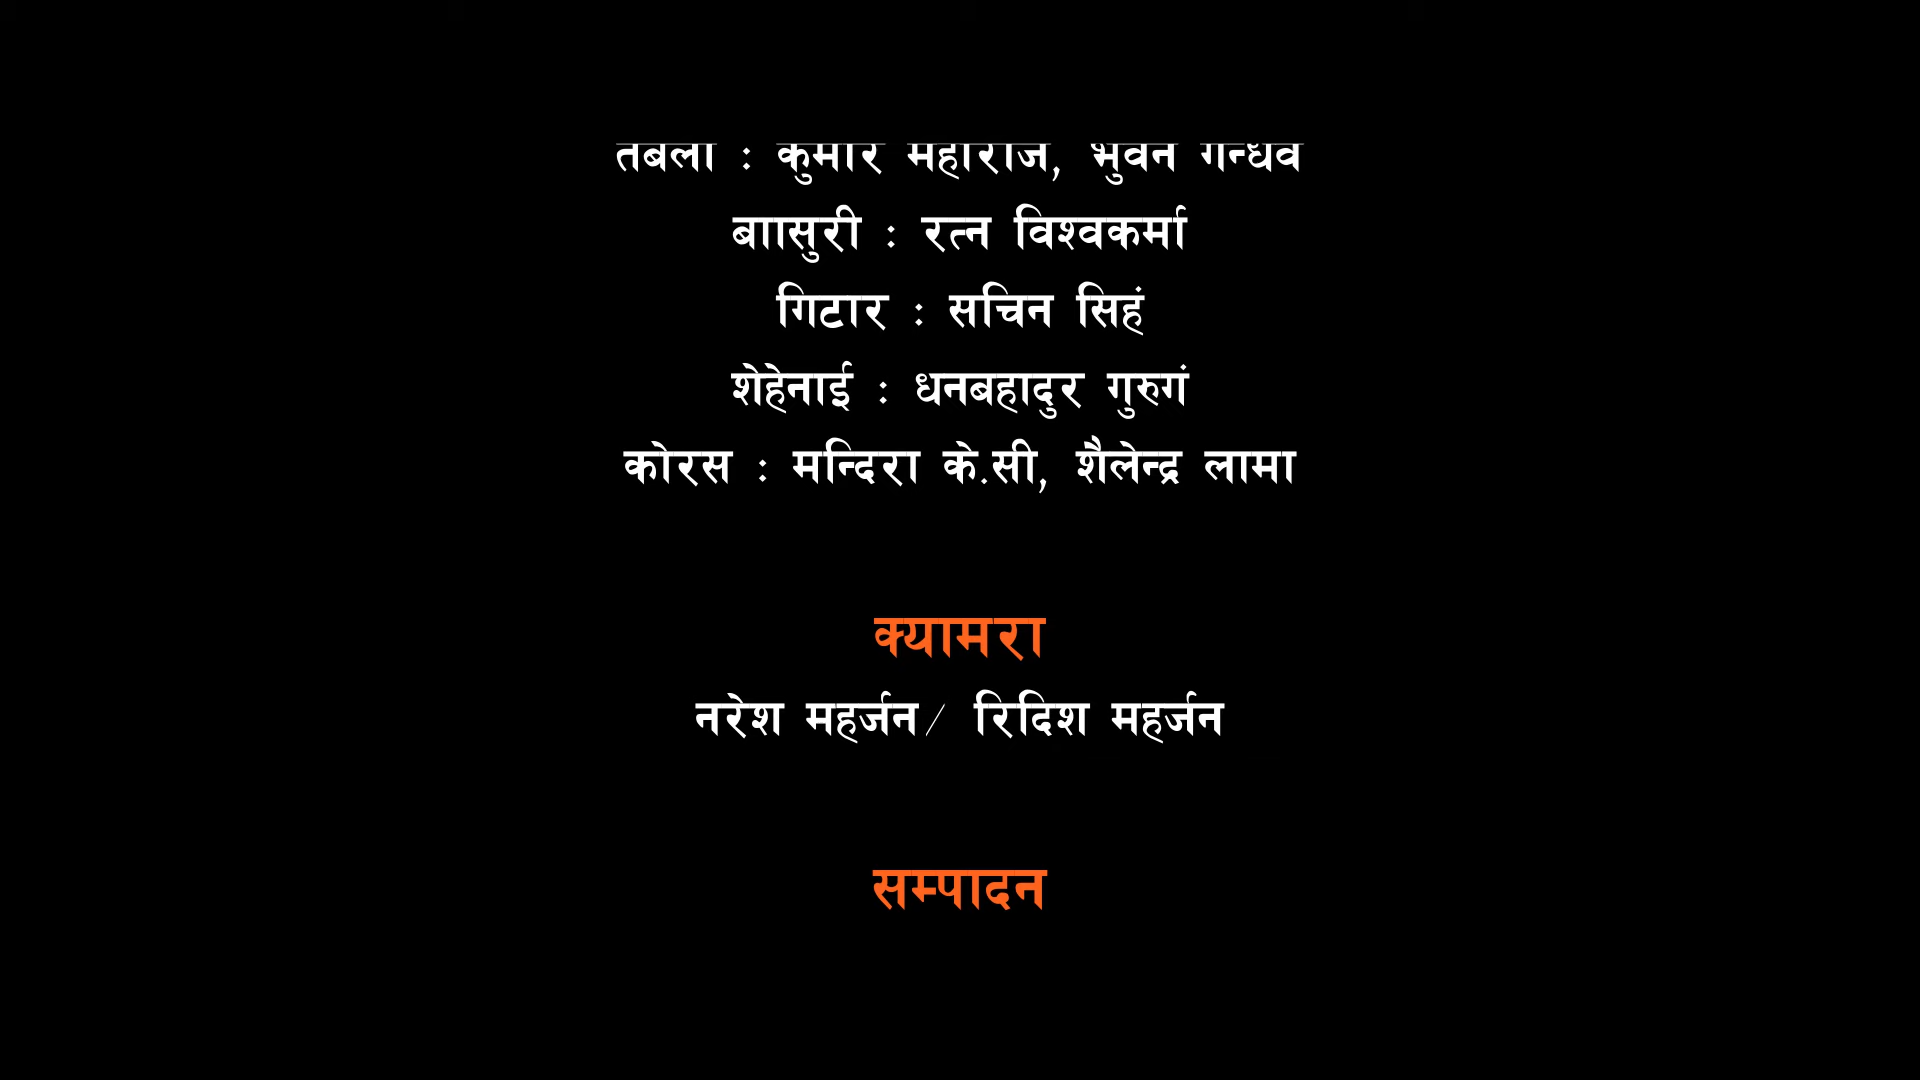 तबला : कुमार महाराज, भुवन गन्धर्व
बाासुरी : रत्न विश्वकर्मा
गिटार : सचिन सिहं
शेहेनाई : धनबहादुर गुरुगं
कोरस : मन्दिरा के.सी, शैलेन्द्र लामा
क्यामरा
नरेश महर्जन/ रिदिश महर्जन
सम्पादन